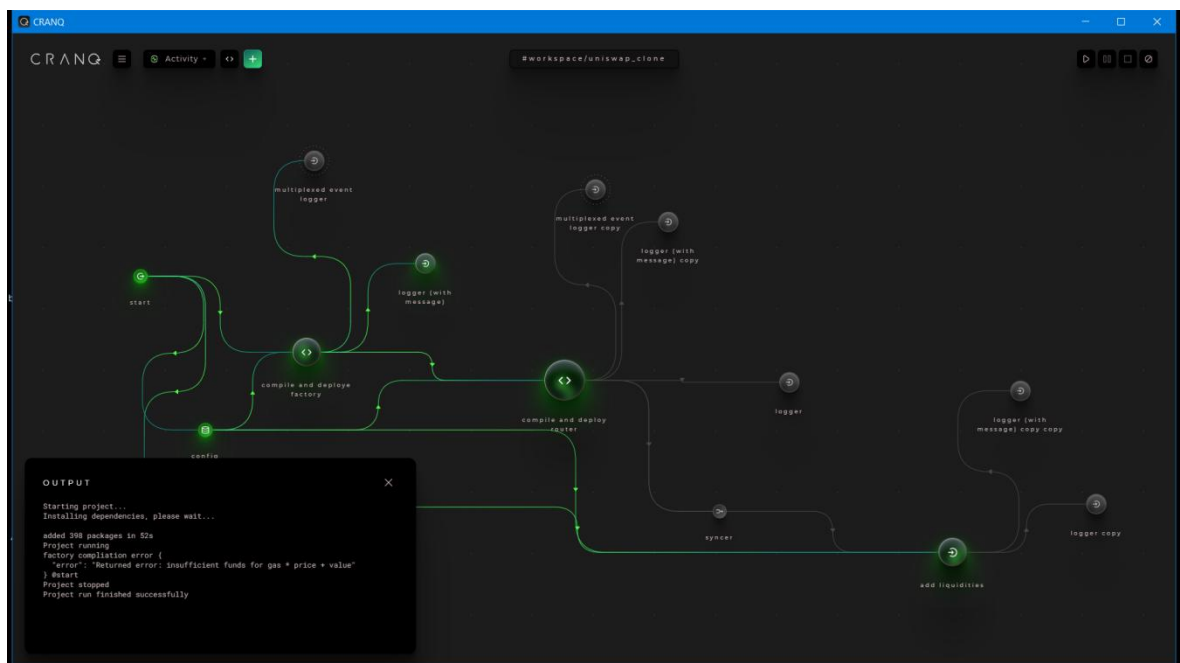 CRANQ
CRANQ
Activity
#workspace/uniswap_clone
multiplexed event
logger
multiplexed event
logger copy
logger (with
message) copy
start
logger (with
message)
compile and deploye
factory
compile and deploy
router
logger
logger (with
message) copy copy
config
OUTPUT
Starting project...
Installing dependencies, please wait...
added 398 packages in 52s
Project running
factory compliation error {
"error": "Returned error: insufficient funds for gas * price + value"
} @start
Project stopped
Project run finished successfully
syncer
logger copy
add liquidities